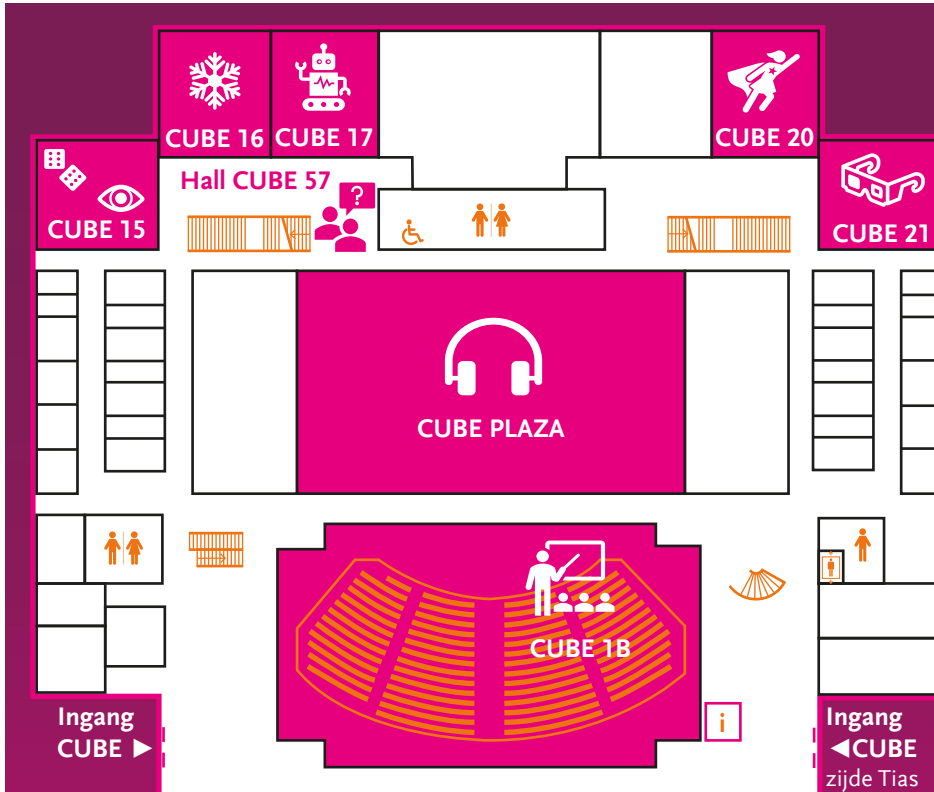 CUBE 16
CUBE 17
CUBE 20
Hall CUBE 57
?
CUBE 15
CUBE 21
CUBE PLAZA
CUBE 1B
i
Ingang
CUBE ▶
Ingang
◀CUBE
zijde Tias